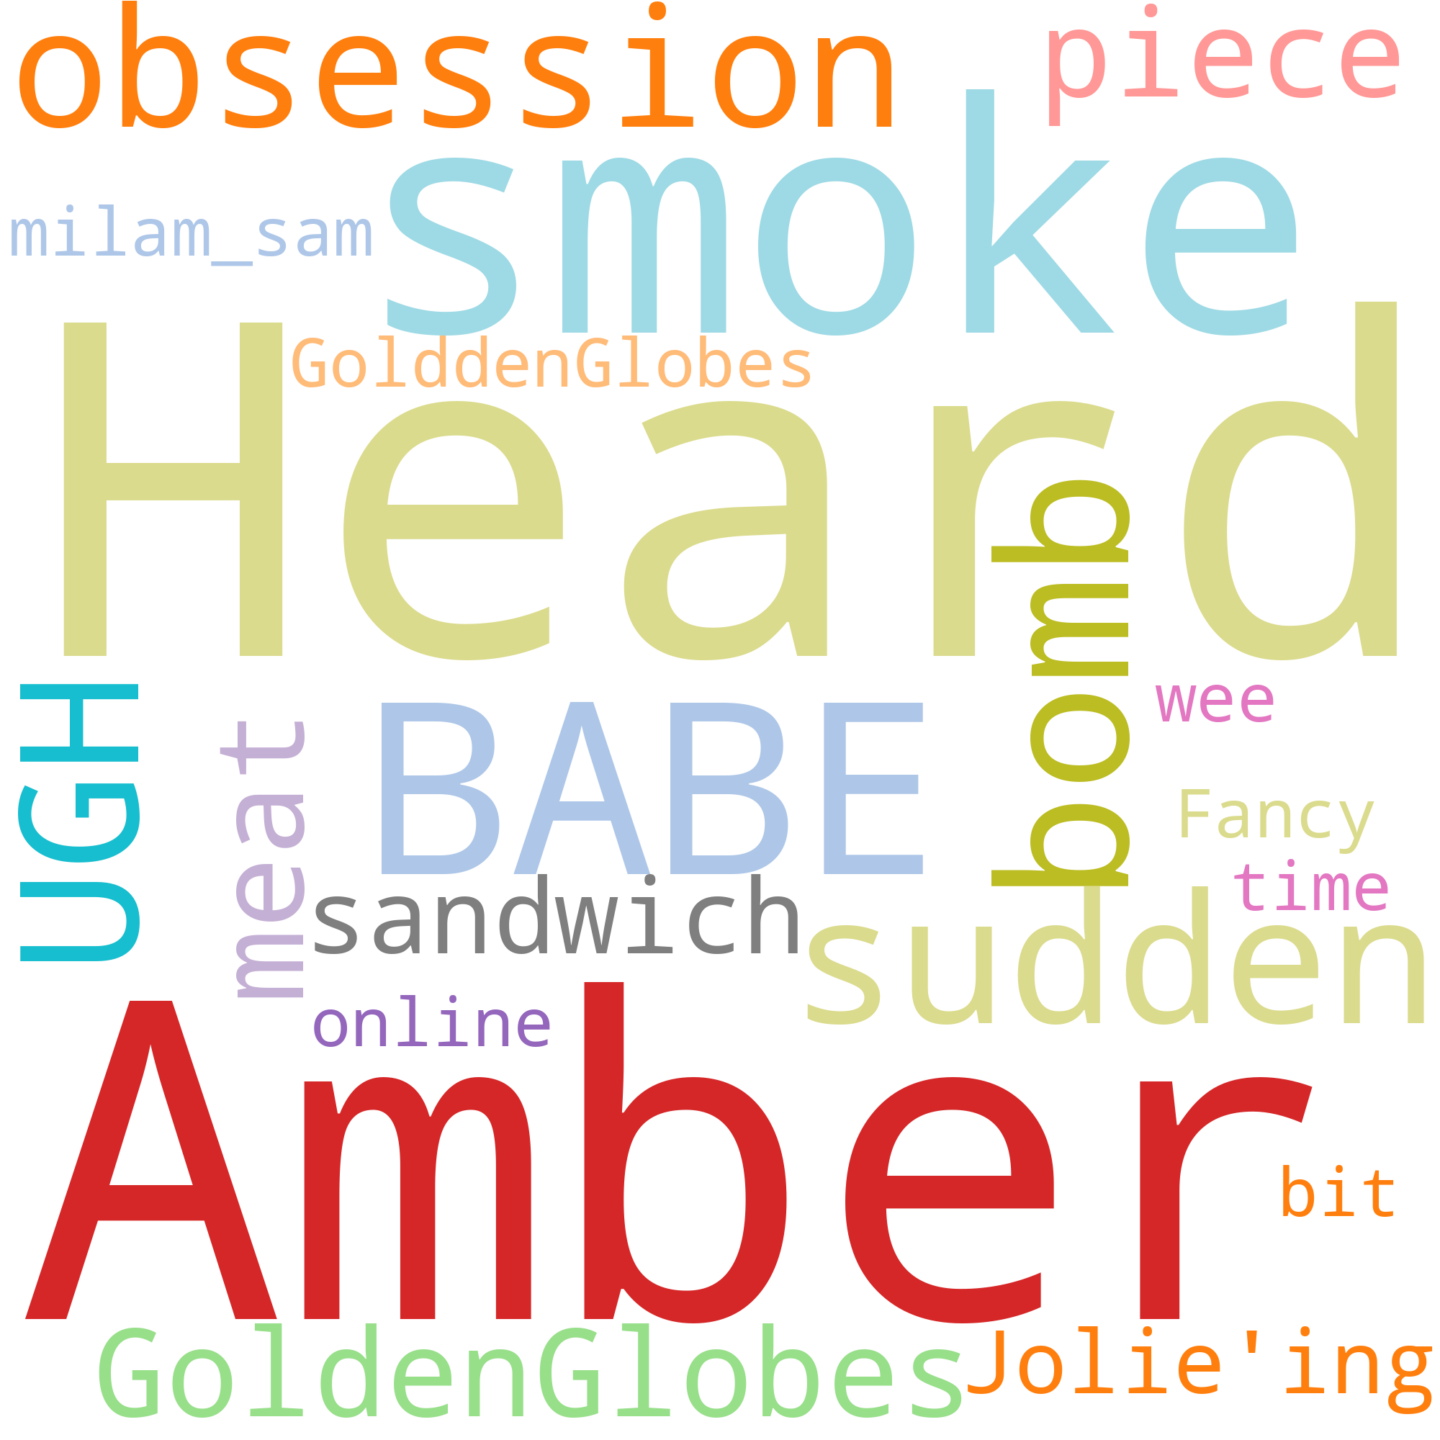 obsession
piece
smoke
milam_sam
GolddenGlobes
Heard
bomb
UGH
meat
BABE
wee
Fancy
time
sandwich
sudden
online
Amber
bit
GoldenGlobes
Jolie'ing